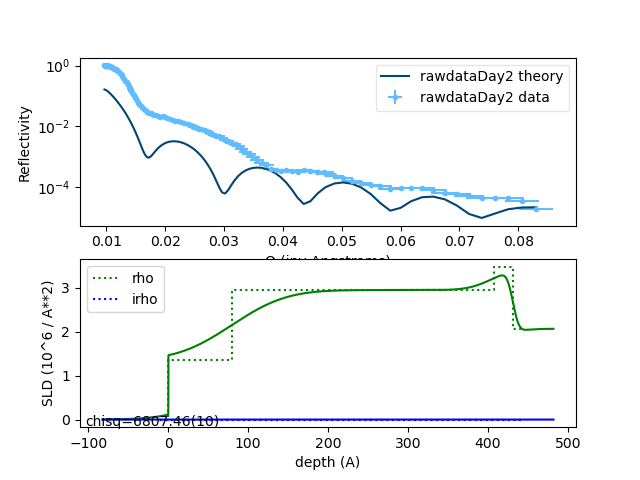 10^0
10^-2
10^-4
Reflectivity
rawdataDay2 theory
rawdataDay2 data
0.01 0.02 0.03 0.04 0.05 0.06 0.07 0.08
Q (inv Angstroms)
3
2
1
0
SLD (10^6 / A**2)
rho
irho
chisq=6807.46(10)
−100 0 100 200 300 400 500
depth (A)